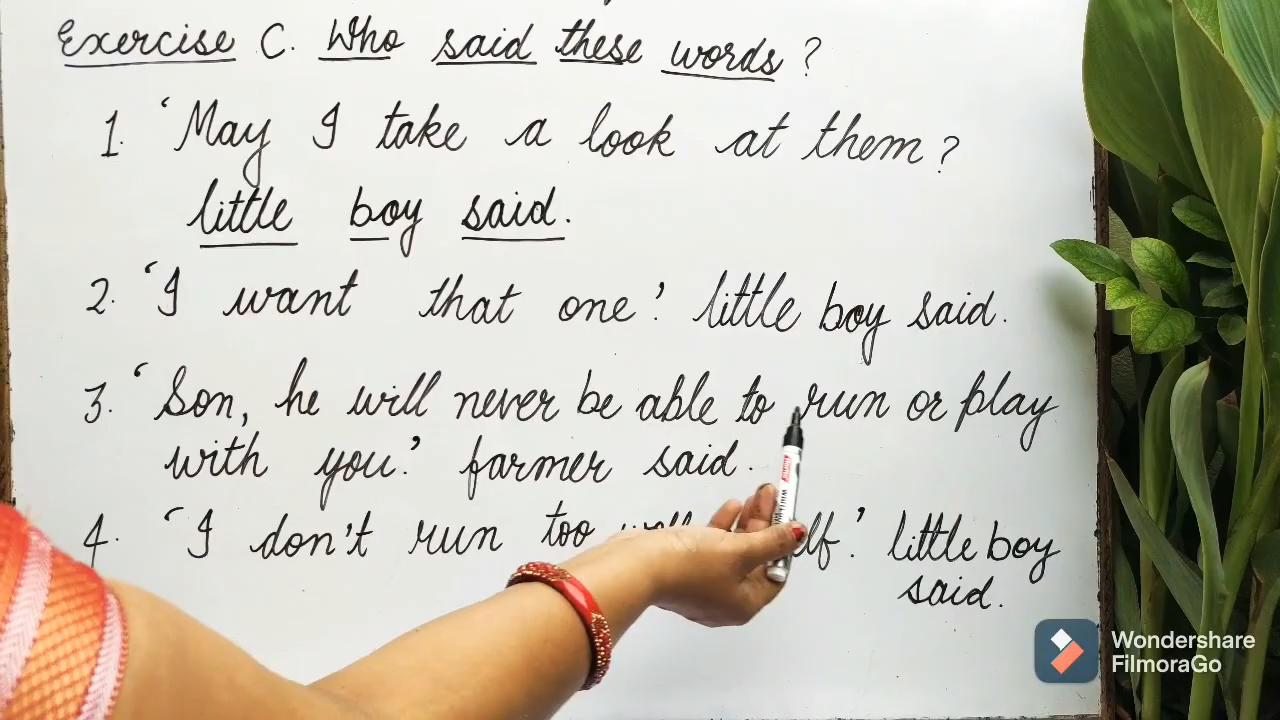 Exercise C. Who said these words?
1. 'May I take a look at them?
little boy said.
2. 'I want that one.' little boy said.
3. 'Son, he will never be able to run or play
with you.' farmer said.
4. 'I don't run too .' little boy
said.
Wondershare
FilmoraGo